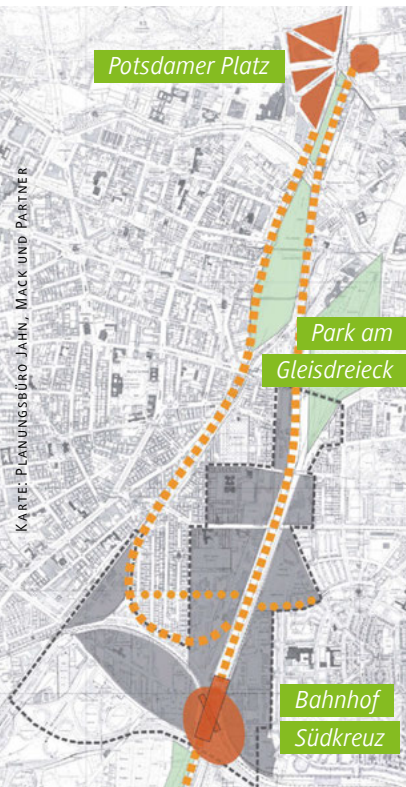 Potsdamer Platz
KARTE: PLANUNGSBÜRO JAHN, MACK UND PARTNER
Park am
Gleisdreieck
Bahnhof
Südkreuz